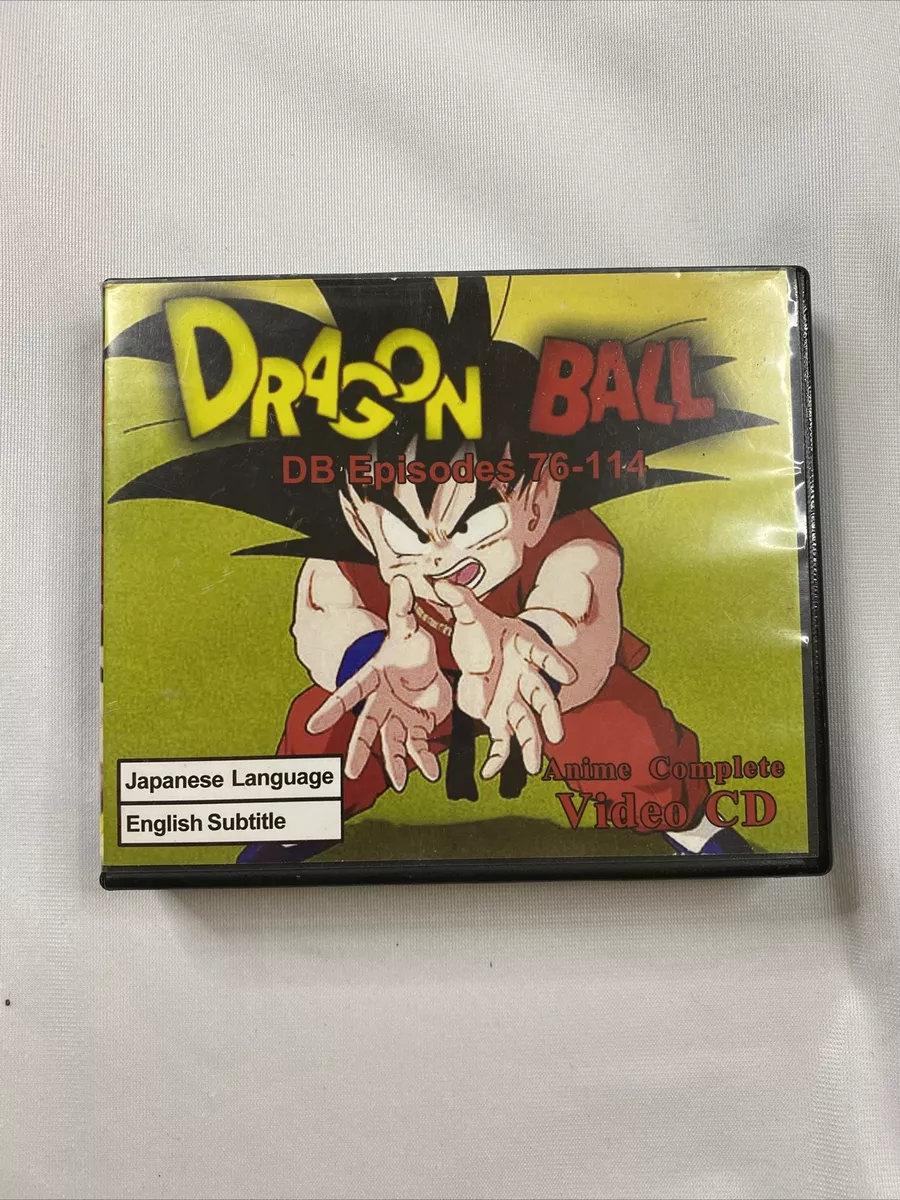 DRAGON BALL
DB Episodes 76-114
Japanese Language
English Subtitle
Anime Complete
Video CD